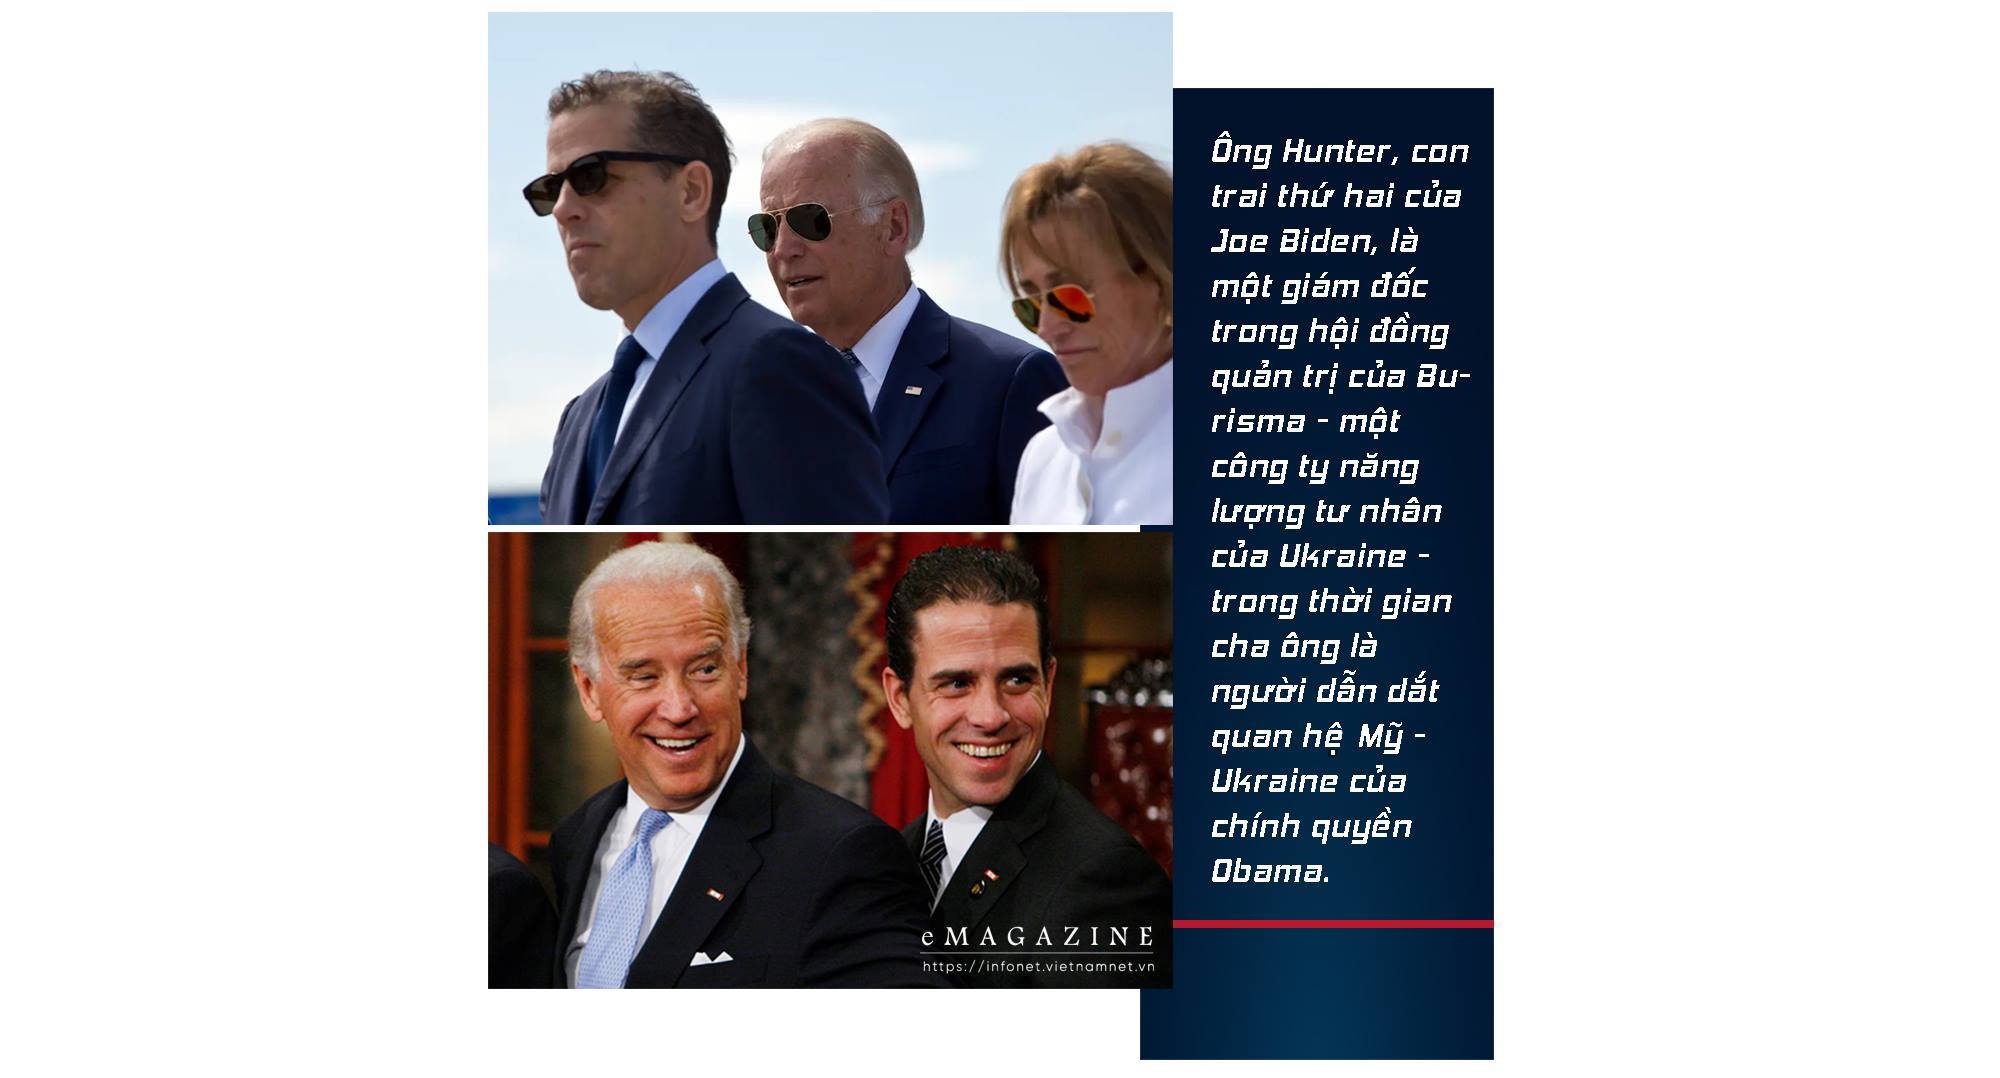 Ông Hunter, con
trai thứ hai của
Joe Biden, là
một giám đốc
trong hội đồng
quản trị của Bu-
risma - một
công ty năng
lượng tư nhân
của Ukraine -
trong thời gian
cha ông là
người dẫn dắt
quan hệ Mỹ -
Ukraine của
chính quyền
Obama.
eMAGAZINE
https://infonet.vietnamnet.vn